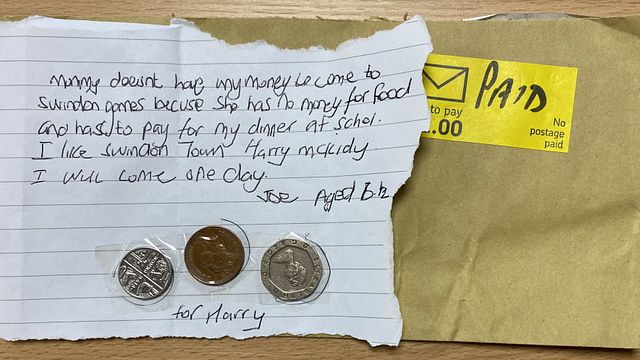 mummy doesnt have any money to come to
Swindon games becuse she has no money for Food
and has to pay for my dinner at schol.
I like swindon Town Harry mckidy
I will come one day.
Joe Aged 6½
for Harry
PAID
to pay
.00
No
postage
paid